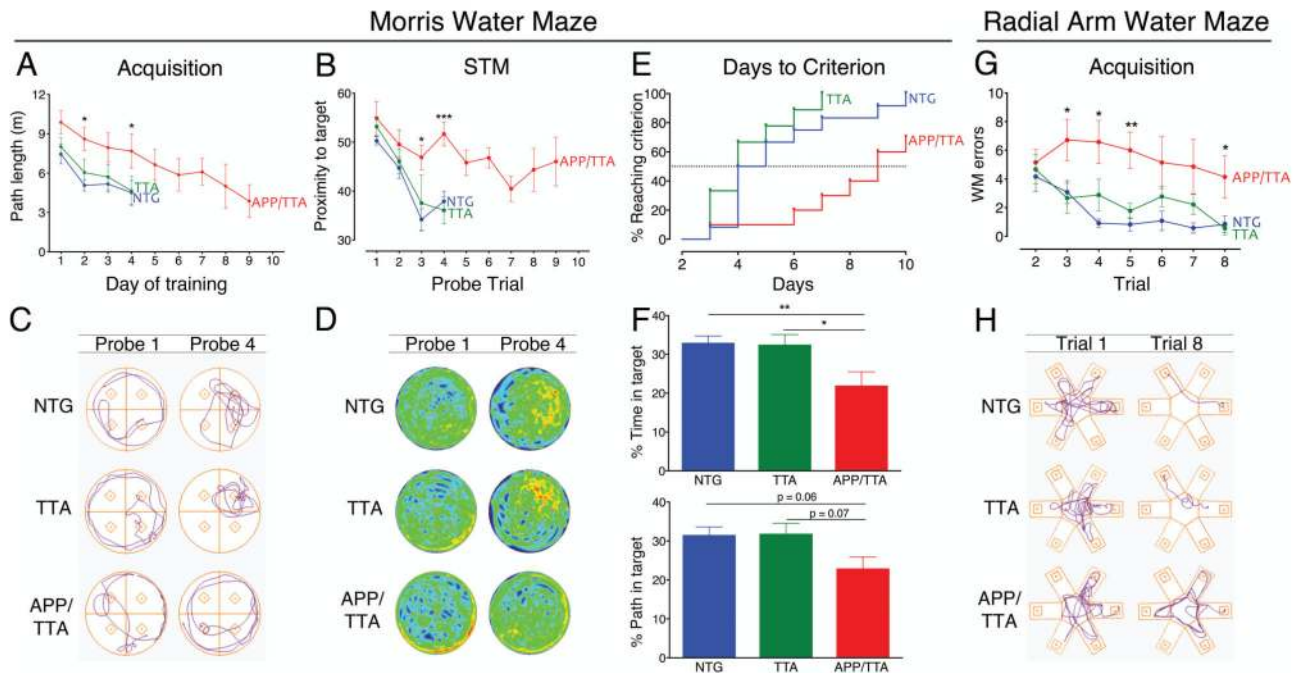 Morris Water Maze
Radial Arm Water Maze
A
Acquisition
Path length (m)
12
9
6
3
0
*
*
TTA
NTG
APP/TTA
1 2 3 4 5 6 7 8 9 10
Day of training
B
STM
Proximity to target
60
50
40
30
*
***
APP/TTA
NTG
TTA
1 2 3 4 5 6 7 8 9 10
Probe Trial
E
Days to Criterion
% Reaching criterion
100
80
60
40
20
0
TTA
NTG
APP/TTA
2 4 6 8 10
Days
G
Acquisition
WM errors
10
8
6
4
2
0
*
*
**
*
APP/TTA
NTG
TTA
2 3 4 5 6 7 8
Trial
C
Probe 1 Probe 4
NTG
TTA
APP/
TTA
D
Probe 1 Probe 4
NTG
TTA
APP/
TTA
F
% Time in target
40
30
20
10
0
**
*
NTG TTA APP/TTA
% Path in target
40
30
20
10
0
p = 0.06
p = 0.07
NTG TTA APP/TTA
H
Trial 1 Trial 8
NTG
TTA
APP/
TTA